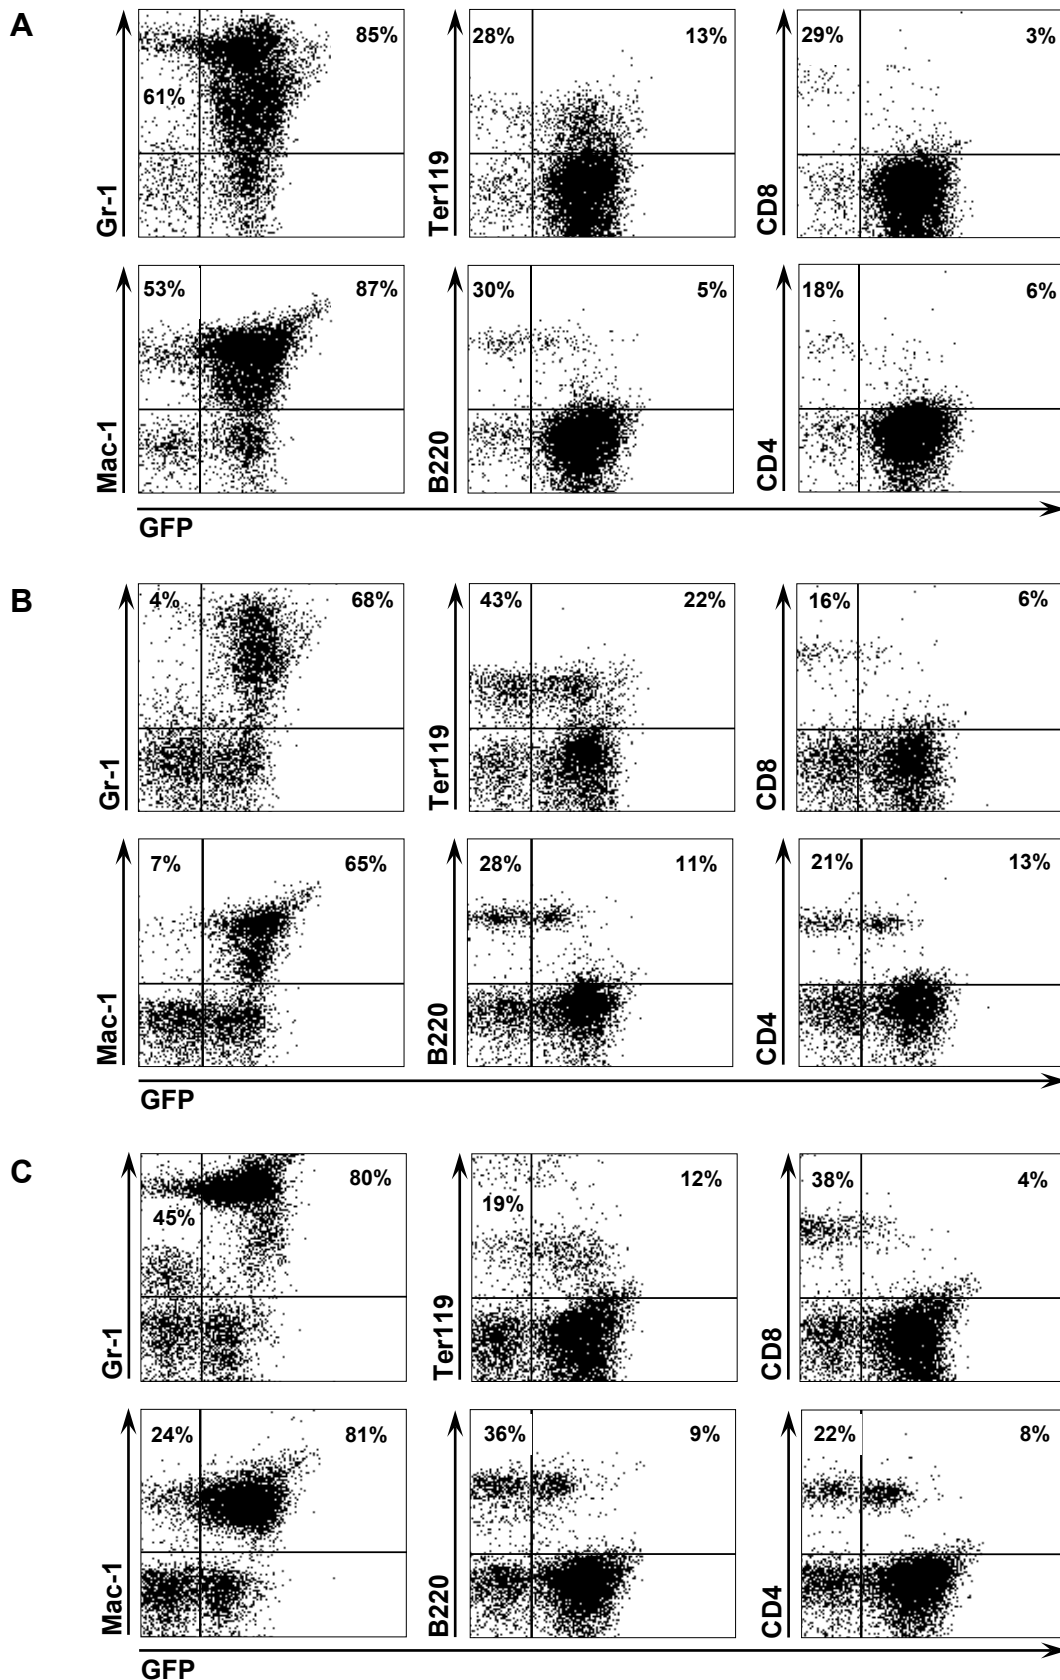 A
Gr-1
61%
85%
Ter119
28%
13%
CD8
29%
3%
Mac-1
53%
87%
B220
30%
5%
CD4
18%
6%
GFP
B
Gr-1
4%
68%
Ter119
43%
22%
CD8
16%
6%
Mac-1
7%
65%
B220
28%
11%
CD4
21%
13%
GFP
C
Gr-1
45%
80%
Ter119
19%
12%
CD8
38%
4%
Mac-1
24%
81%
B220
36%
9%
CD4
22%
8%
GFP